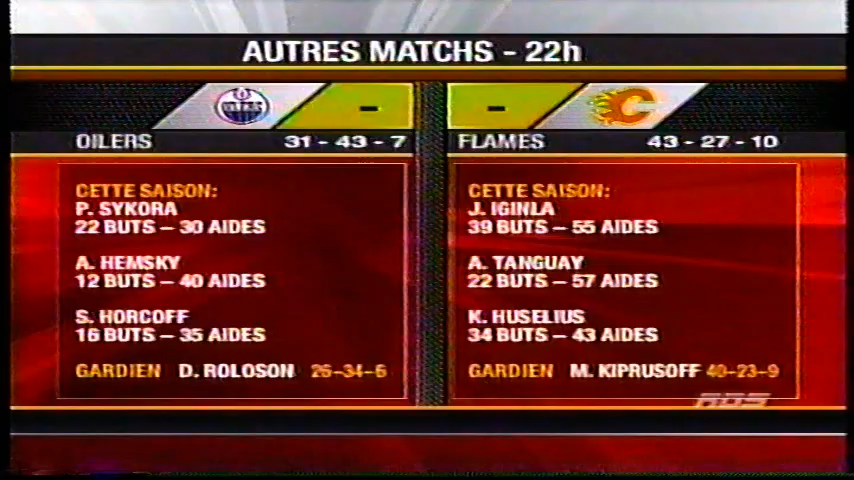 AUTRES MATCHS - 22h
OILERS
-
OILERS 31 - 43 - 7
CETTE SAISON:
P. SYKORA
22 BUTS – 30 AIDES
A. HEMSKY
12 BUTS – 40 AIDES
S. HORCOFF
16 BUTS – 35 AIDES
GARDIEN D. ROLOSON 26-34-6
-
C
FLAMES 43 - 27 - 10
CETTE SAISON:
J. IGINLA
39 BUTS – 55 AIDES
A. TANGUAY
22 BUTS – 57 AIDES
K. HUSELIUS
34 BUTS – 43 AIDES
GARDIEN M. KIPRUSOFF 40-23-9
RDS